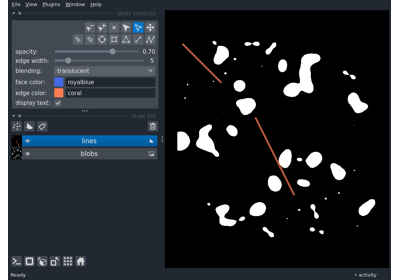 File View Plugins Window Help
layer controls
opacity: 0.70
edge width: 5
blending: translucent
face color: royalblue
edge color: coral
display text:
layer list
lines
blobs
Ready
activity